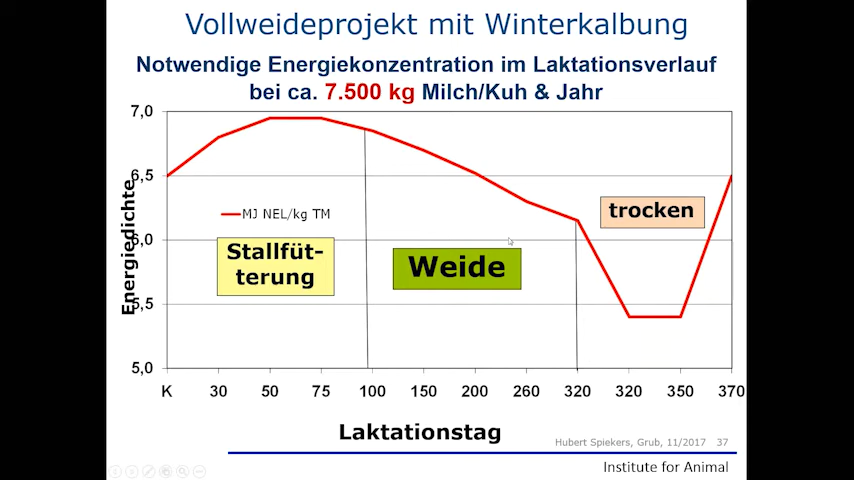 Vollweideprojekt mit Winterkalbung
Notwendige Energiekonzentration im Laktationsverlauf
bei ca. 7.500 kg Milch/Kuh & Jahr
7,0
6,5
6,0
5,5
5,0
Energiedichte
MJ NEL/kg TM
Stallfüt-
terung
Weide
trocken
K 30 50 75 100 150 200 260 320 320 350 370
Laktationstag
Hubert Spiekers, Grub, 11/2017 37
Institute for Animal